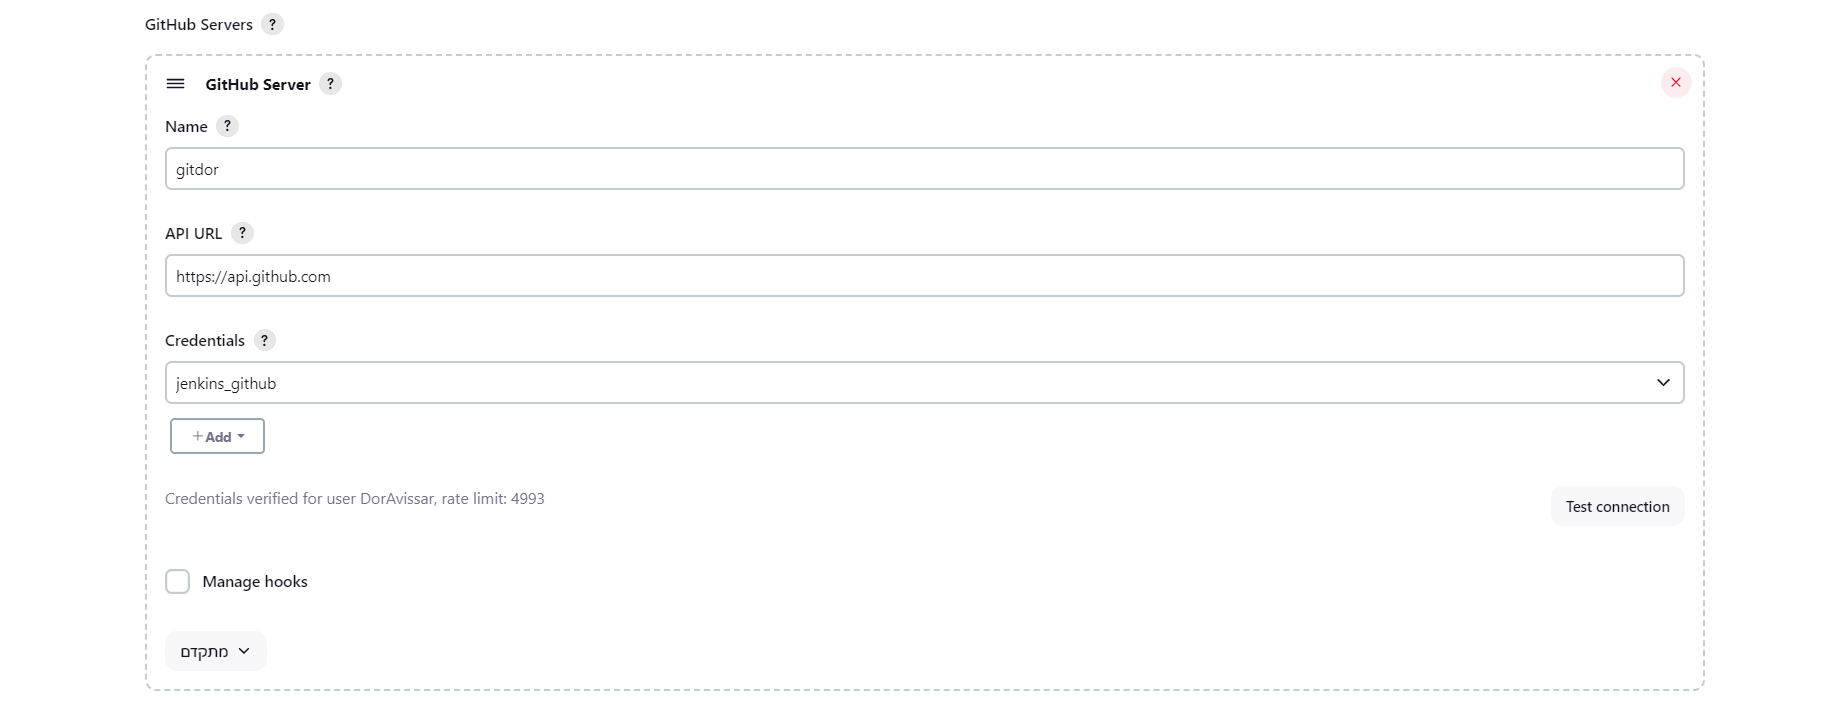 GitHub Servers ?
GitHub Server ?
Name ?
gitdor
API URL ?
https://api.github.com
Credentials ?
jenkins_github
+ Add
Credentials verified for user DorAvissar, rate limit: 4993
Test connection
Manage hooks
מתקדם